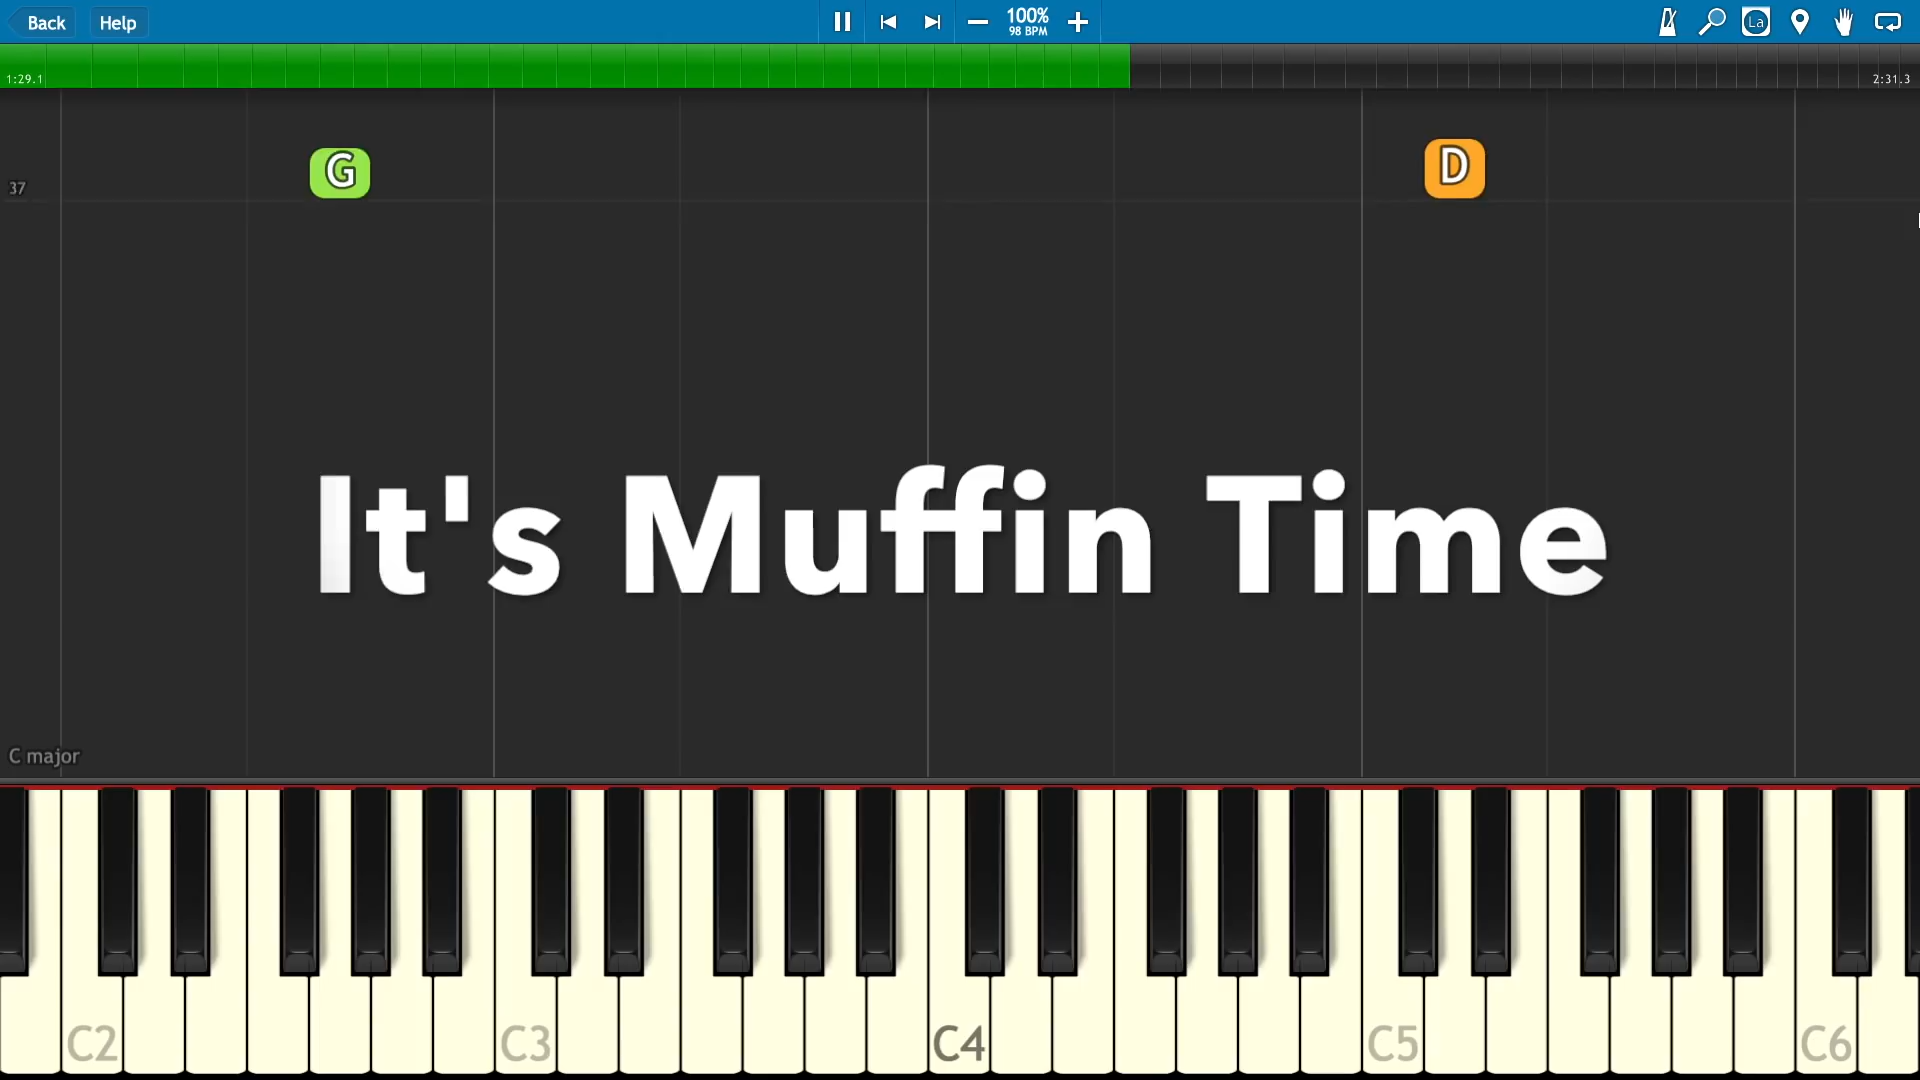 Back Help 100%
98 BPM La
1:29.1 2:31.3
G D
37
It's Muffin Time
C major
C2 C3 C4 C5 C6